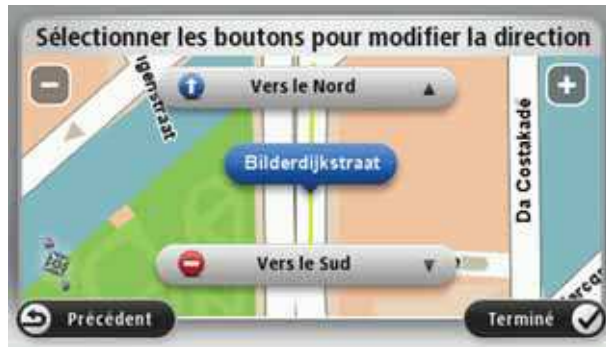 Sélectionner les boutons pour modifier la direction
Vers le Nord
Bilderdijkstraat
Da Costakade
Vers le Sud
Précédent
Terminé